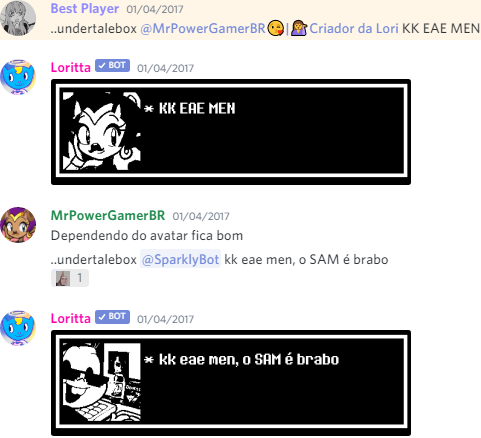 Best Player 01/04/2017
..undertalebox @MrPowerGamerBR😘|💁Criador da Lori KK EAE MEN
Loritta ✔ BOT 01/04/2017
* KK EAE MEN
MrPowerGamerBR 01/04/2017
Dependendo do avatar fica bom
..undertalebox @SparklyBot kk eae men, o SAM é brabo
1
Loritta ✔ BOT 01/04/2017
* kk eae men, o SAM é brabo